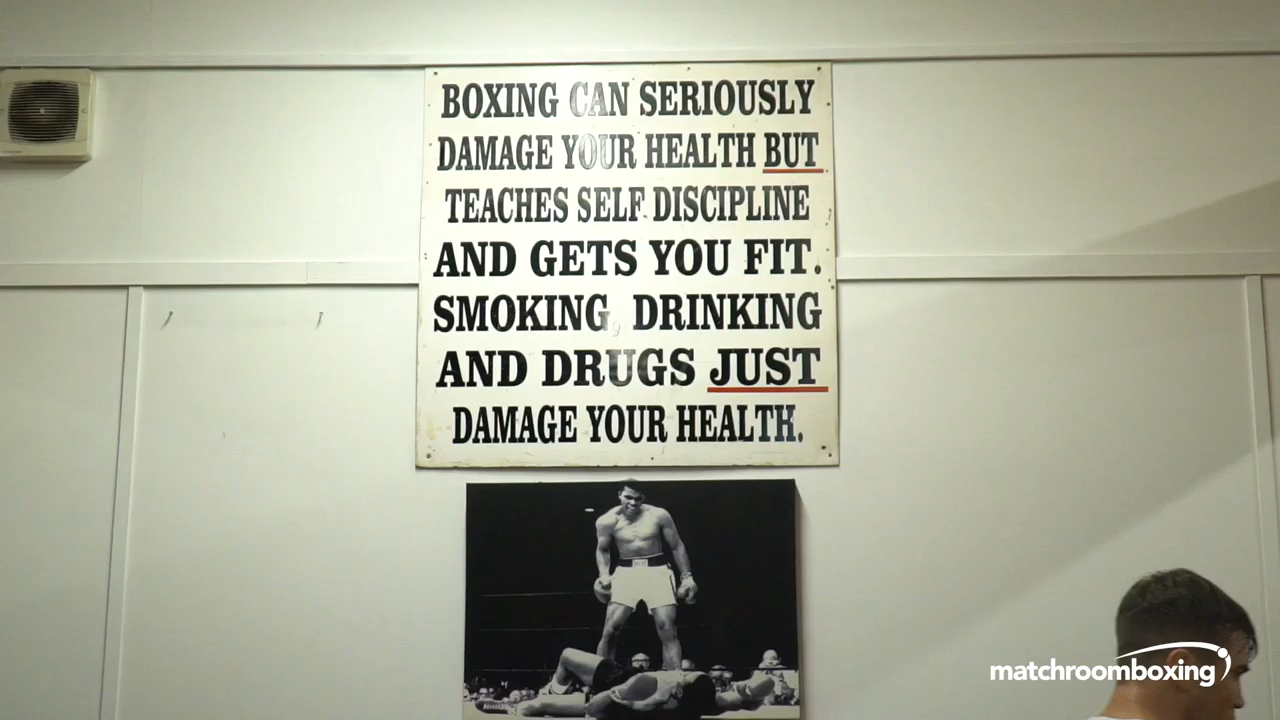 BOXING CAN SERIOUSLY
DAMAGE YOUR HEALTH BUT
TEACHES SELF DISCIPLINE
AND GETS YOU FIT.
SMOKING, DRINKING
AND DRUGS JUST
DAMAGE YOUR HEALTH.
matchroomboxing